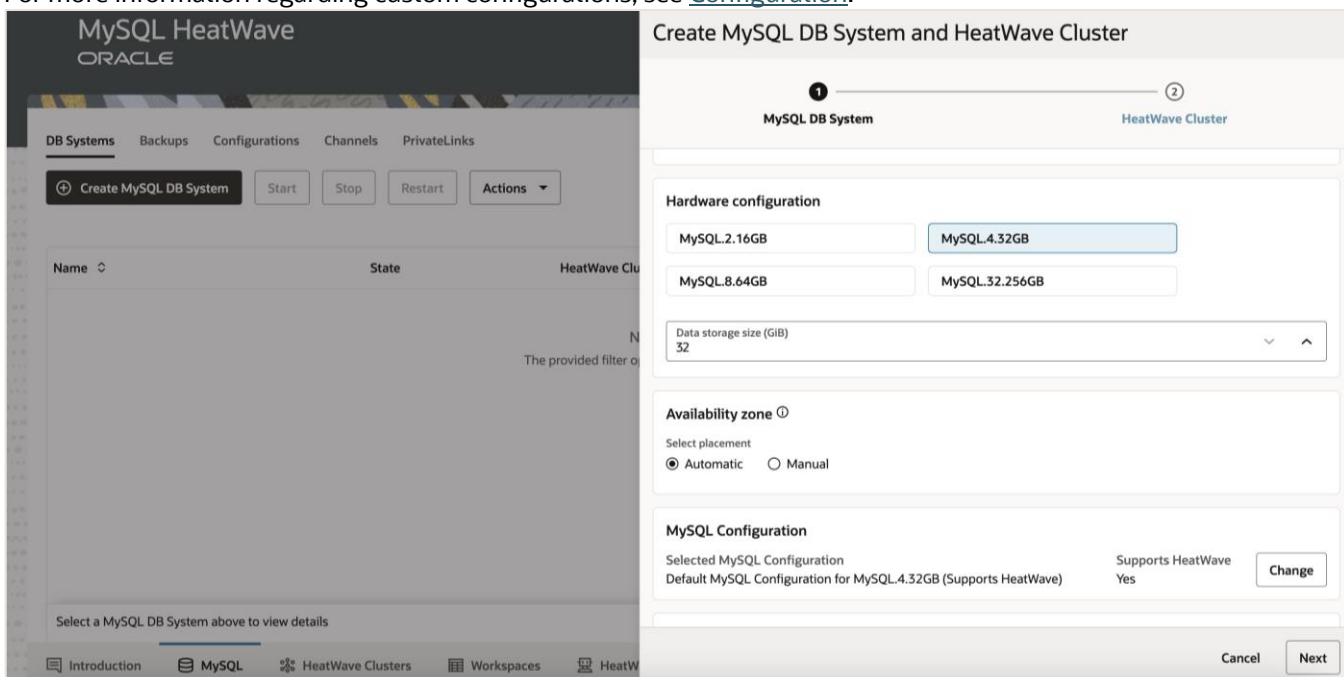 For more information regarding custom configurations, see Configuration.
MySQL HeatWave
ORACLE
DB Systems Backups Configurations Channels PrivateLinks
Create MySQL DB System Start Stop Restart Actions
Name State HeatWave Clu
N
The provided filter o
Select a MySQL DB System above to view details
Introduction MySQL HeatWave Clusters Workspaces HeatW
Create MySQL DB System and HeatWave Cluster
1 2
MySQL DB System HeatWave Cluster
Hardware configuration
MySQL.2.16GB MySQL.4.32GB
MySQL.8.64GB MySQL.32.256GB
Data storage size (GiB)
32
Availability zone
Select placement
Automatic Manual
MySQL Configuration
Selected MySQL Configuration Supports HeatWave
Default MySQL Configuration for MySQL.4.32GB (Supports HeatWave) Yes Change
Cancel Next